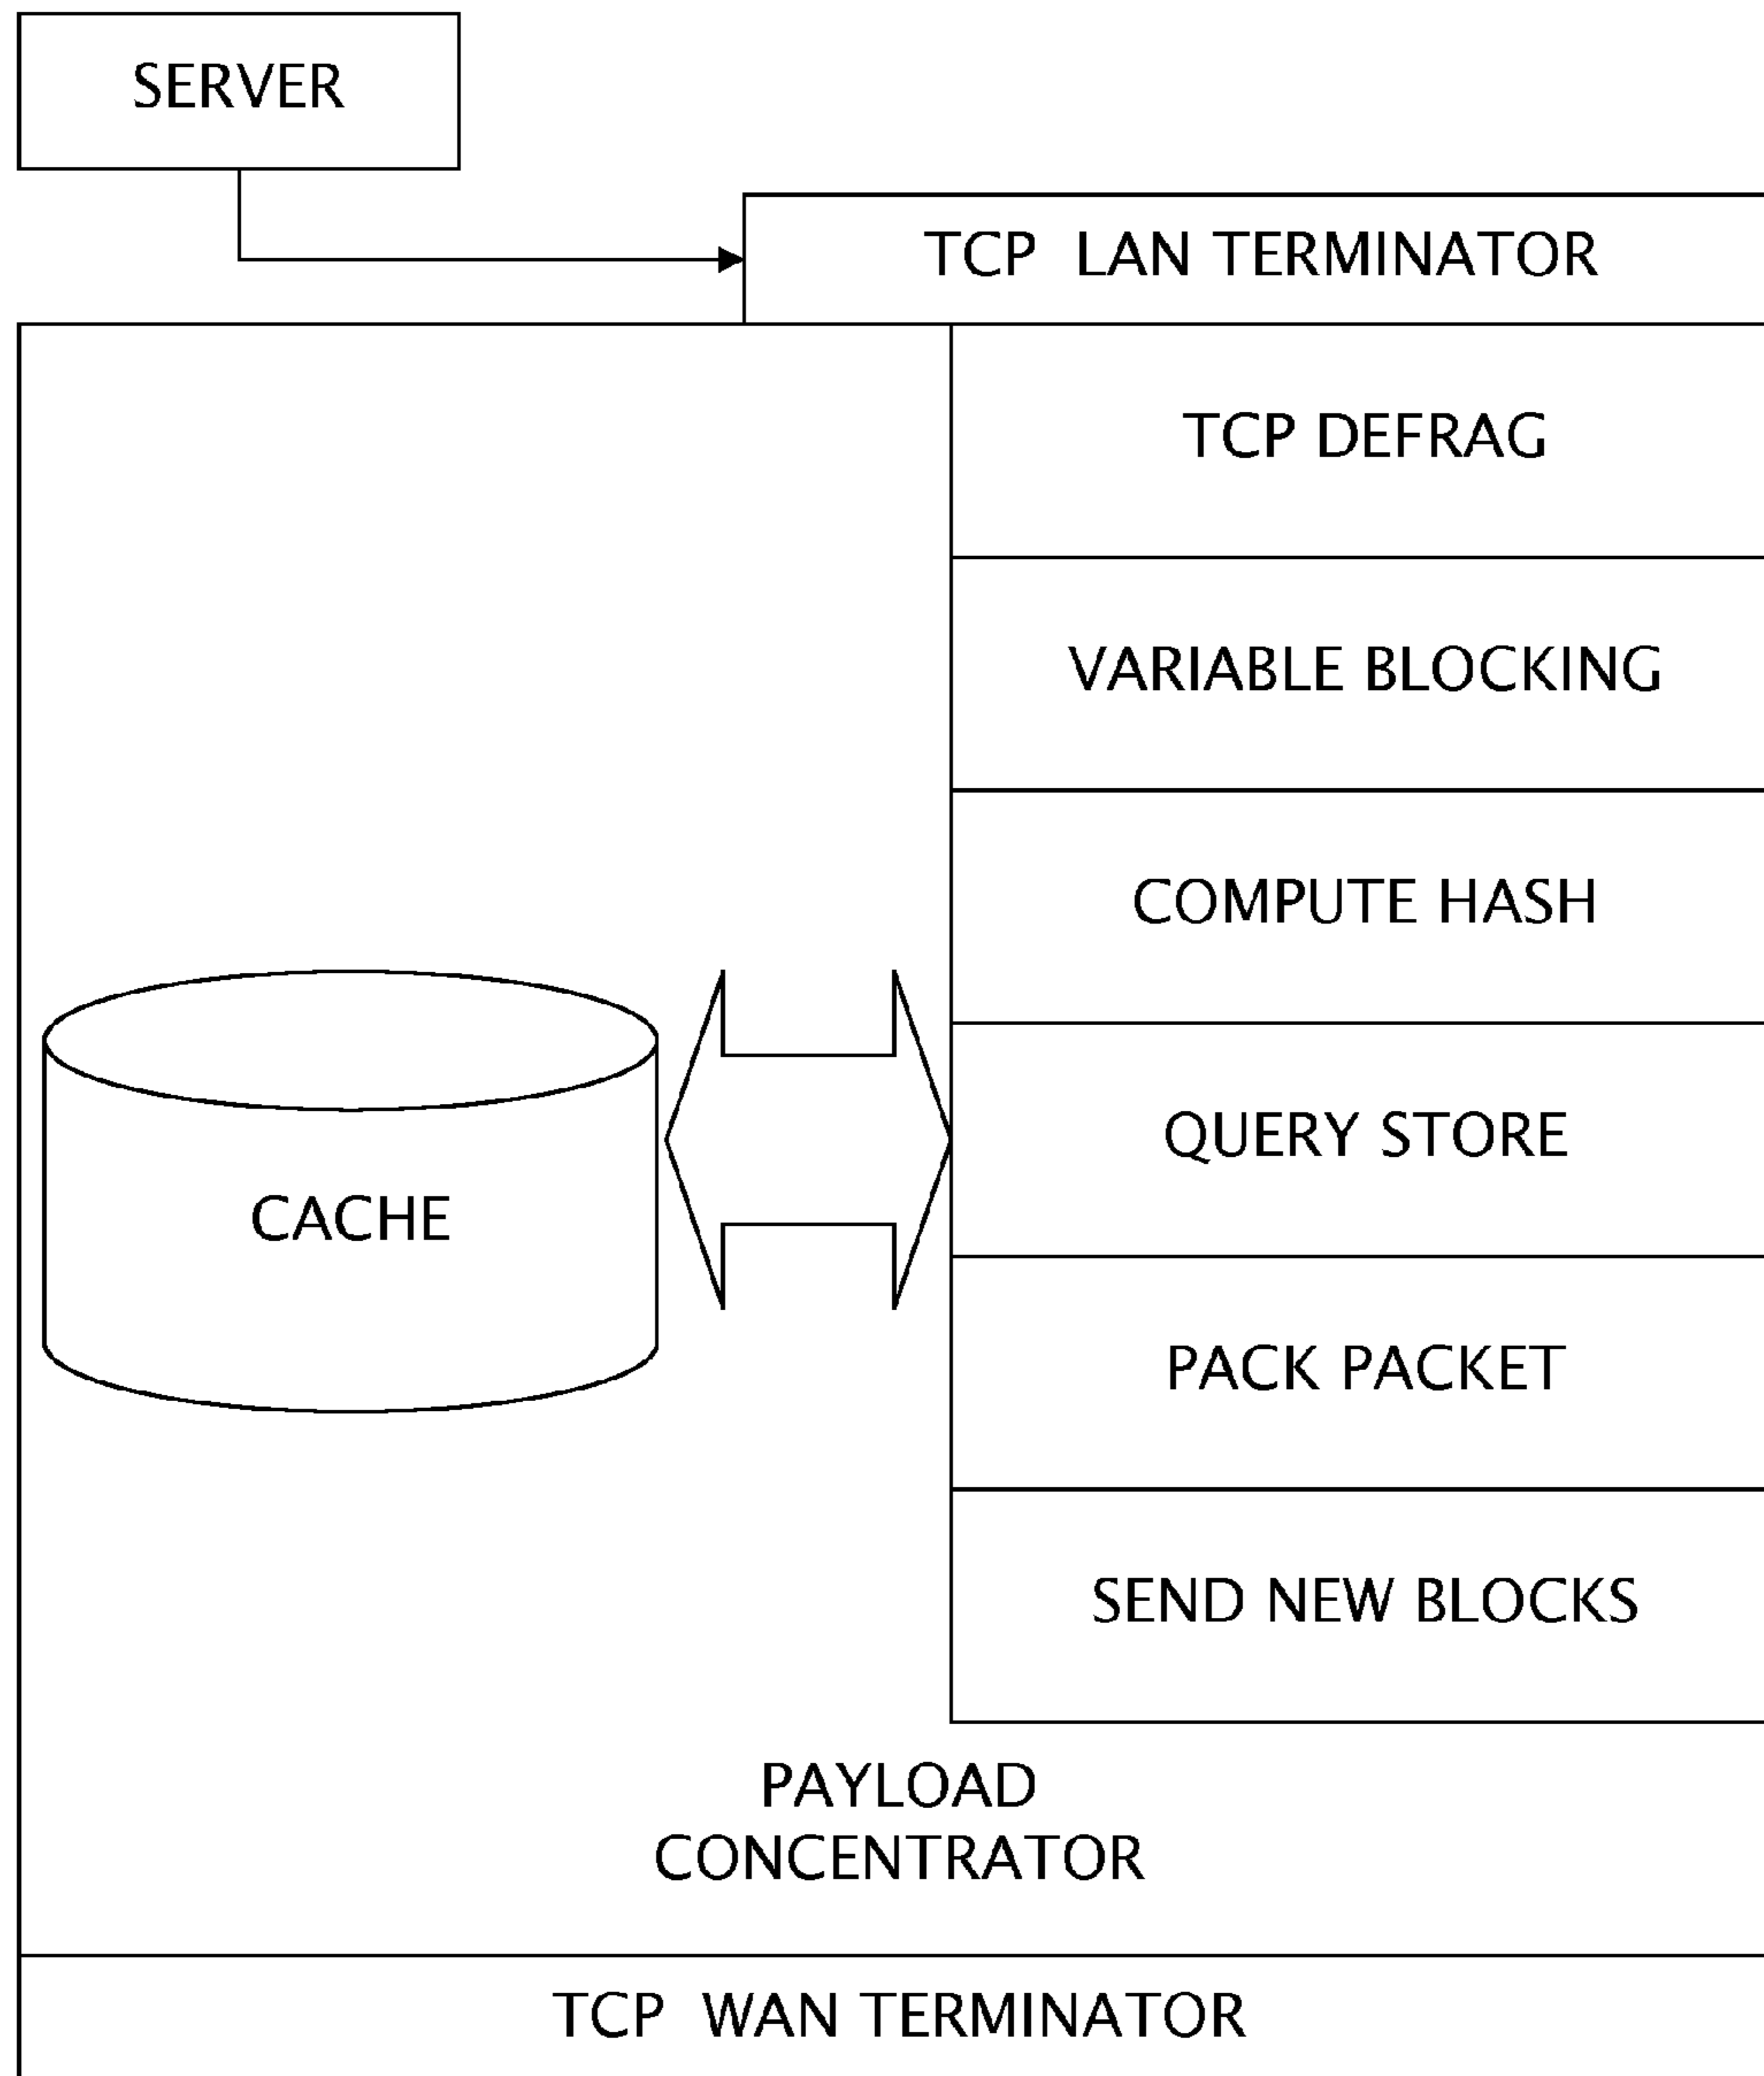 SERVER
TCP LAN TERMINATOR
TCP DEFRAG
VARIABLE BLOCKING
COMPUTE HASH
QUERY STORE
CACHE
PACK PACKET
SEND NEW BLOCKS
PAYLOAD
CONCENTRATOR
TCP WAN TERMINATOR